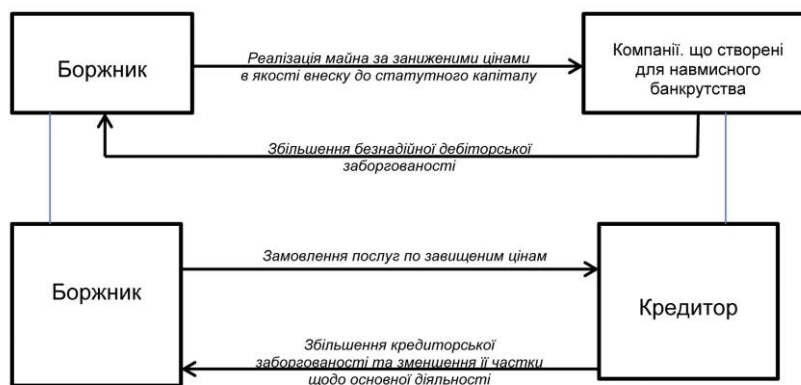 Боржник
Реалізація майна за заниженими цінами
в якості внеску до статутного капіталу
Компанії. що створені
для навмисного
банкрутства
Збільшення безнадійної дебіторської
заборгованості
Боржник
Замовлення послуг по завищеним цінам
Кредитор
Збільшення кредиторської
заборгованості та зменшення її частки
щодо основної діяльності